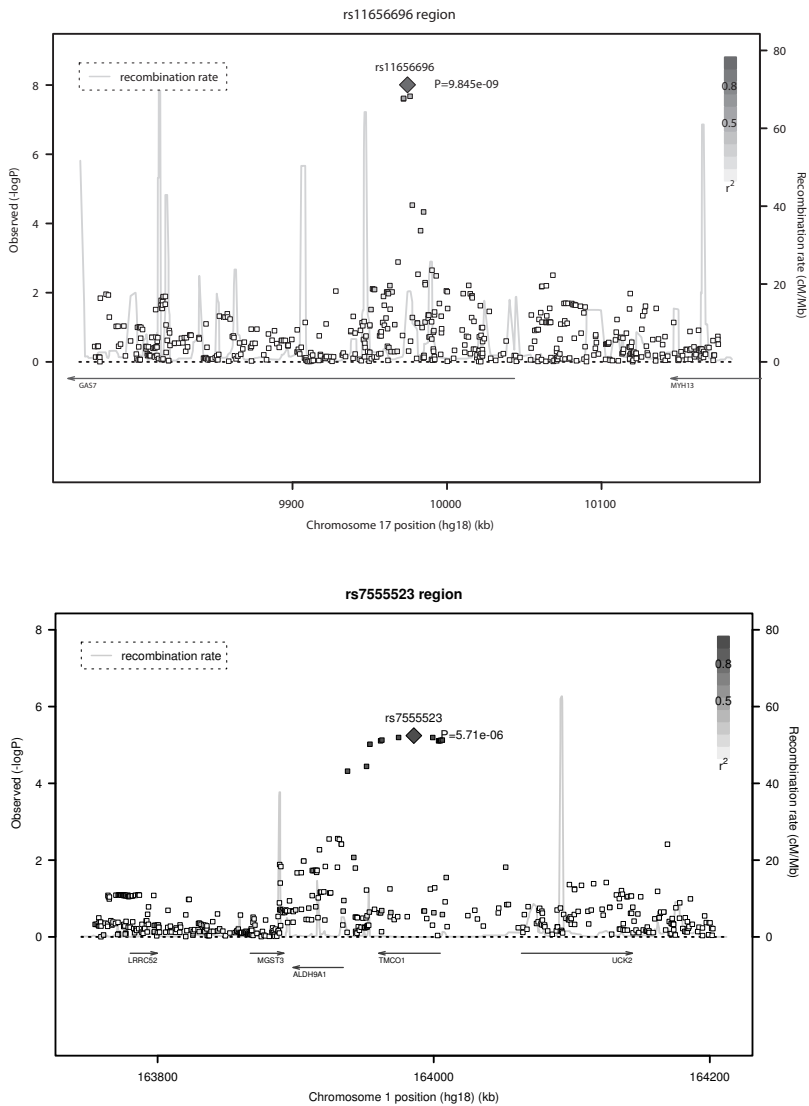 rs11656696 region
recombination rate
rs11656696
P=9.845e-09
0.8
0.5
r2
8
6
4
2
0
Observed (-logP)
80
60
40
20
0
Recombination rate (cM/Mb)
GAS7
MYH13
9900
10000
10100
Chromosome 17 position (hg18) (kb)
rs7555523 region
recombination rate
rs7555523
P=5.71e-06
0.8
0.5
r2
8
6
4
2
0
Observed (-logP)
80
60
40
20
0
Recombination rate (cM/Mb)
LRRC52
MGST3
ALDH9A1
TMCO1
UCK2
163800
164000
164200
Chromosome 1 position (hg18) (kb)